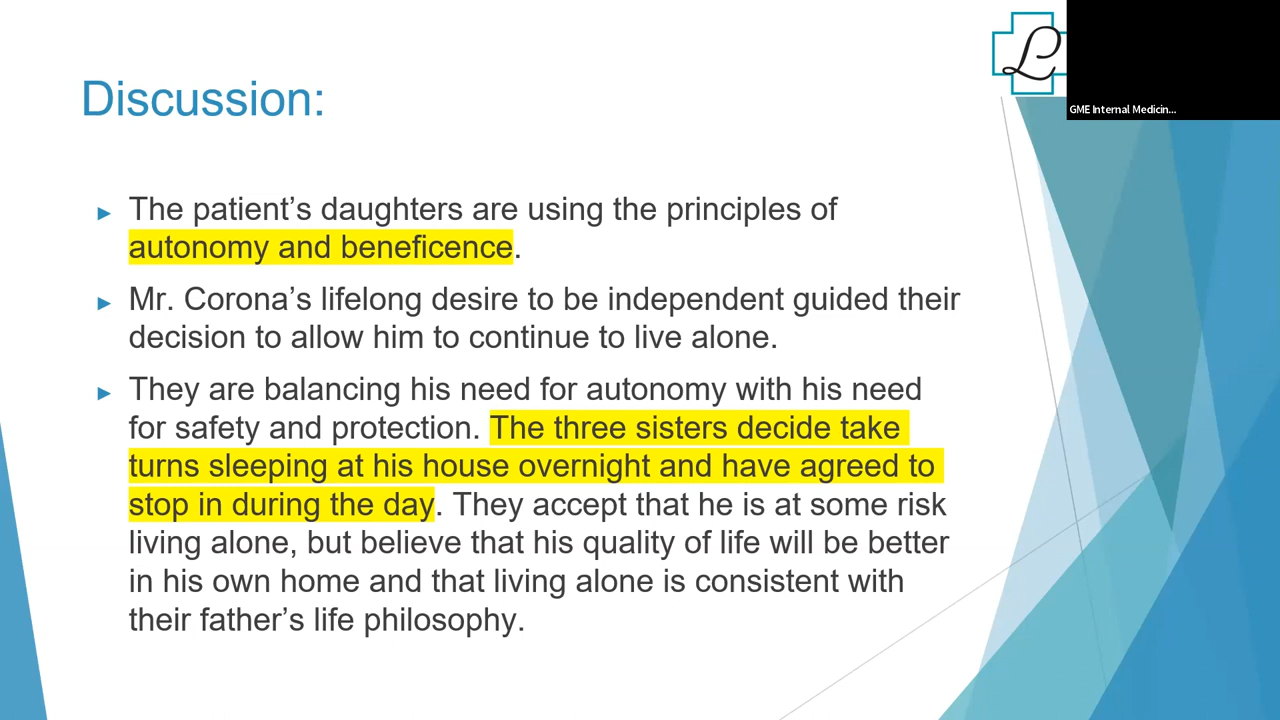 Discussion:
GME Internal Medicin...
► The patient's daughters are using the principles of
autonomy and beneficence.
► Mr. Corona's lifelong desire to be independent guided their
decision to allow him to continue to live alone.
► They are balancing his need for autonomy with his need
for safety and protection. The three sisters decide take
turns sleeping at his house overnight and have agreed to
stop in during the day. They accept that he is at some risk
living alone, but believe that his quality of life will be better
in his own home and that living alone is consistent with
their father's life philosophy.